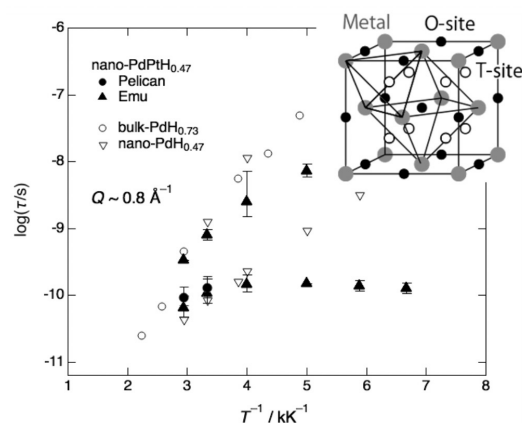 Metal
O-site
T-site
-6
-7
-8
-9
-10
-11
log(τ/s)
nano-PdPtH0.47
Pelican
Emu
bulk-PdH0.73
nano-PdH0.47
Q ~ 0.8 Å⁻¹
1 2 3 4 5 6 7 8
T⁻¹ / kK⁻¹